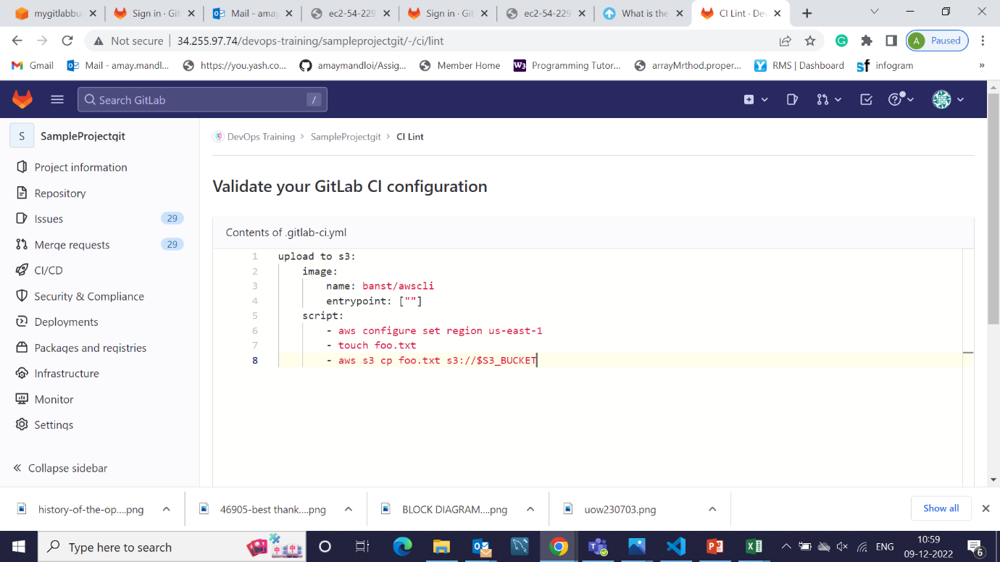 mygitlabbu
Sign in · Git
Mail - amay
ec2-54-229
Sign in · Git
ec2-54-229
What is the
CI Lint · Dev
Not secure
34.255.97.74/devops-training/sampleprojectgit/-/ci/lint
A
Paused
Gmail
Mail - amay.mandl...
https://you.yash.co...
amaymandloi/Assig...
Member Home
W3
Programming Tutor...
arrayMrthod.proper...
RMS | Dashboard
sf
infogram
»
Search GitLab
/
S
SampleProjectgit
DevOps Training > SampleProjectgit > CI Lint
Project information
Repository
Issues 29
Merge requests 29
CI/CD
Security & Compliance
Deployments
Packages and registries
Infrastructure
Monitor
Settings
« Collapse sidebar
Validate your GitLab CI configuration
Contents of .gitlab-ci.yml
1 upload to s3:
2 image:
3 name: banst/awscli
4 entrypoint: [""]
5 script:
6 - aws configure set region us-east-1
7 - touch foo.txt
8 - aws s3 cp foo.txt s3://$S3_BUCKET
history-of-the-op....png
46905-best thank....png
BLOCK DIAGRAM....png
uow230703.png
Show all
Type here to search
ENG
10:59
09-12-2022
6